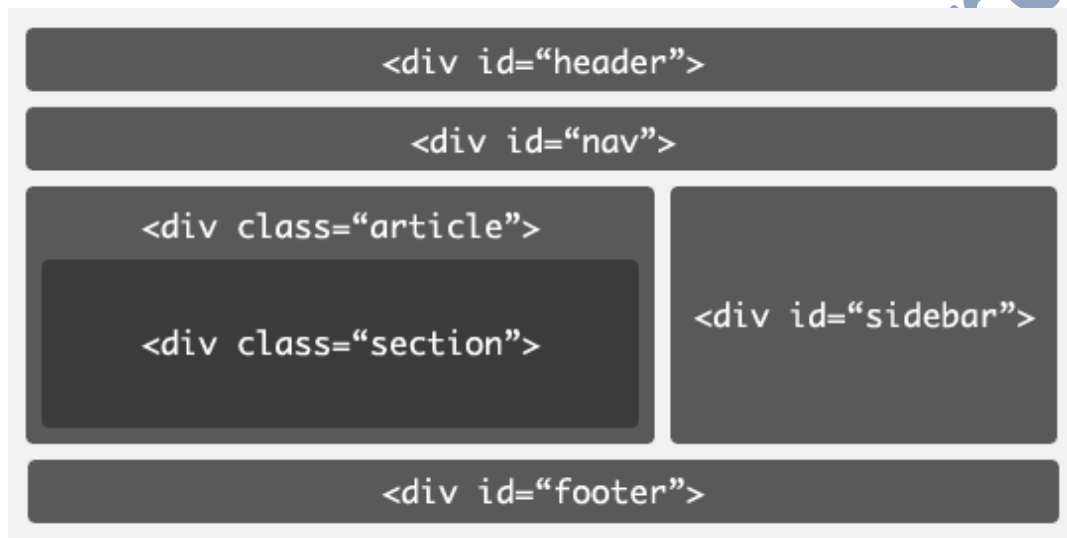 <div id=“header”>
<div id=“nav”>
<div class=“article”>
<div class=“section”>
<div id=“sidebar”>
<div id=“footer”>